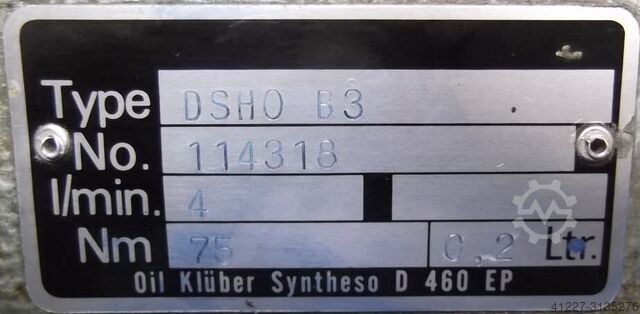 Type DSHO B3
No. 114318
l/min. 4
Nm 75 0,2 Ltr.
Oil Klüber Syntheso D 460 EP
41227-3135276